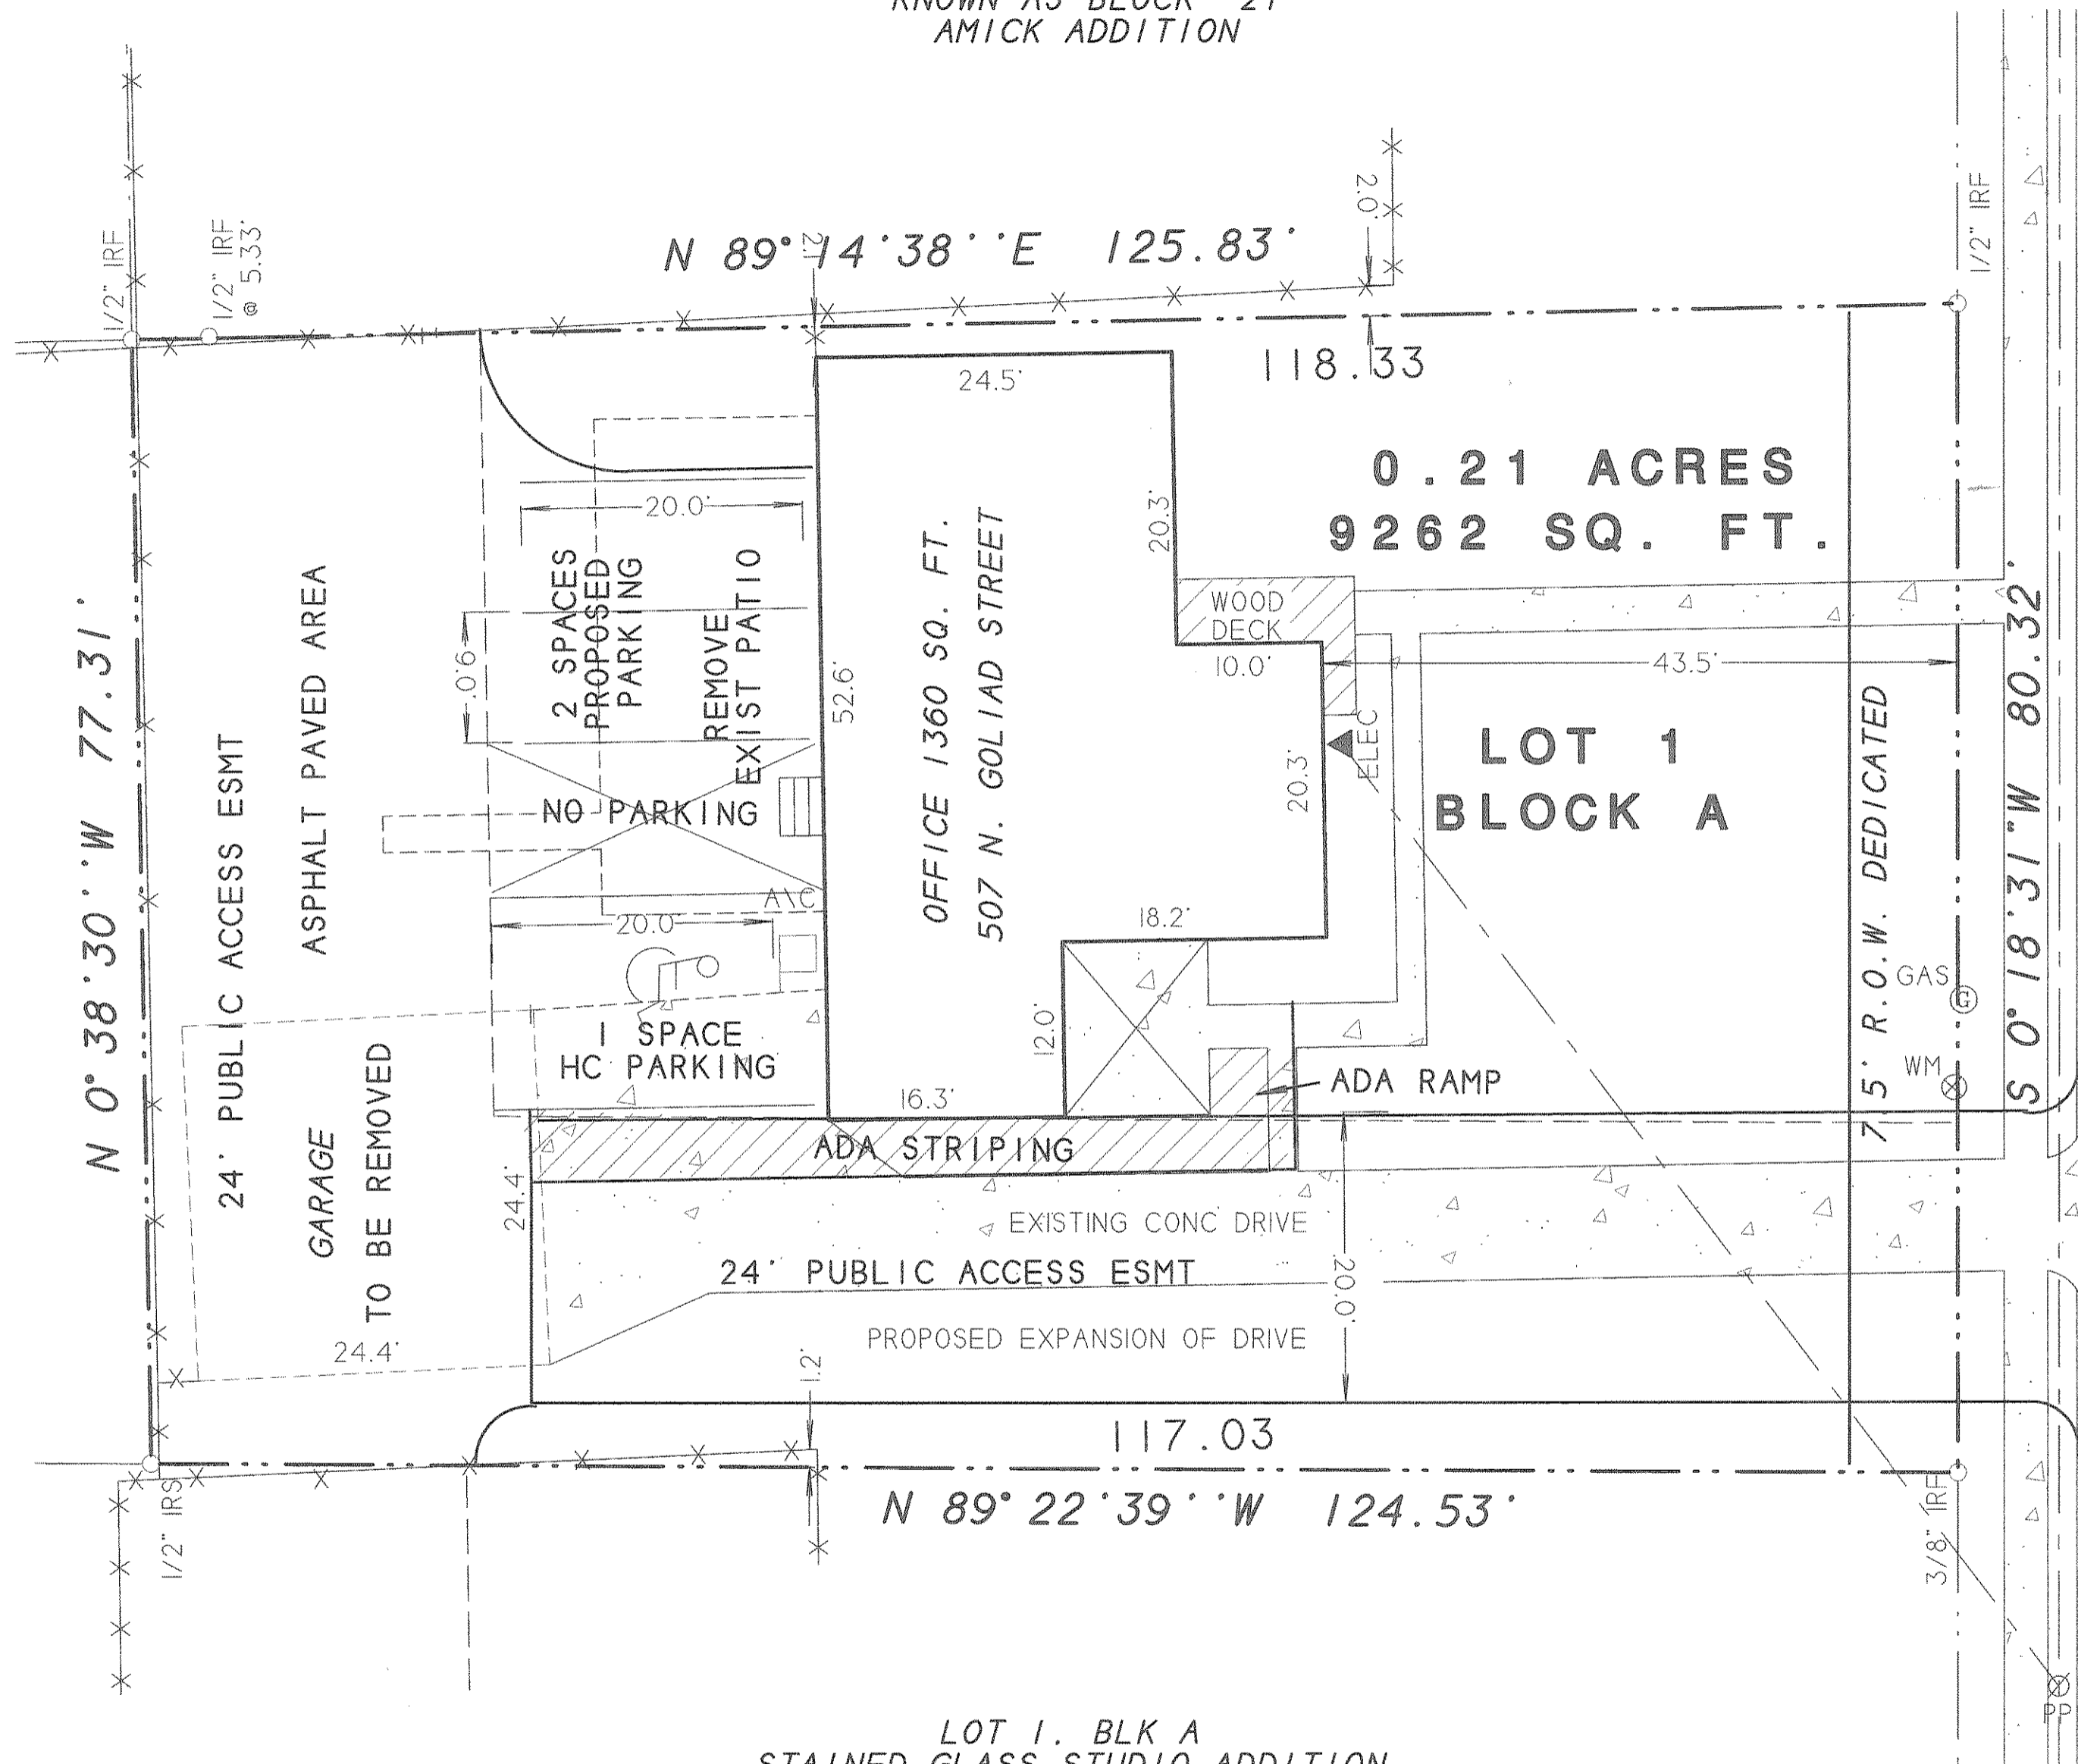 AMICK ADDITION
1/2" IRF
1/2" IRF
@ 5.33'
N 89° 14' 38'' E 125.83'
2.1'
2.0'
1/2" IRF
118.33
24.5'
0.21 ACRES
9262 SQ. FT.
20.0'
20.3'
2 SPACES
PROPOSED
PARKING
REMOVE
EXIST PATIO
9.0'
52.6'
OFFICE 1360 SQ. FT.
507 N. GOLIAD STREET
WOOD
DECK
10.0'
43.5'
ELEC
20.3'
LOT 1
BLOCK A
N 0° 38' 30'' W 77.31'
24' PUBLIC ACCESS ESMT
ASPHALT PAVED AREA
NO PARKING
A\C
20.0'
1 SPACE
HC PARKING
18.2'
12.0'
16.3'
ADA RAMP
ADA STRIPING
7.5' R.O.W. DEDICATED
GAS
G
WM
S 0° 18' 31" W 80.32'
GARAGE
TO BE REMOVED
24.4'
24.4'
EXISTING CONC DRIVE
24' PUBLIC ACCESS ESMT
20.0'
PROPOSED EXPANSION OF DRIVE
1.2'
117.03
N 89° 22' 39'' W 124.53'
1/2" IRS
3/8" IRF
PP
LOT 1, BLK A
STAINED GLASS STUDIO ADDITION